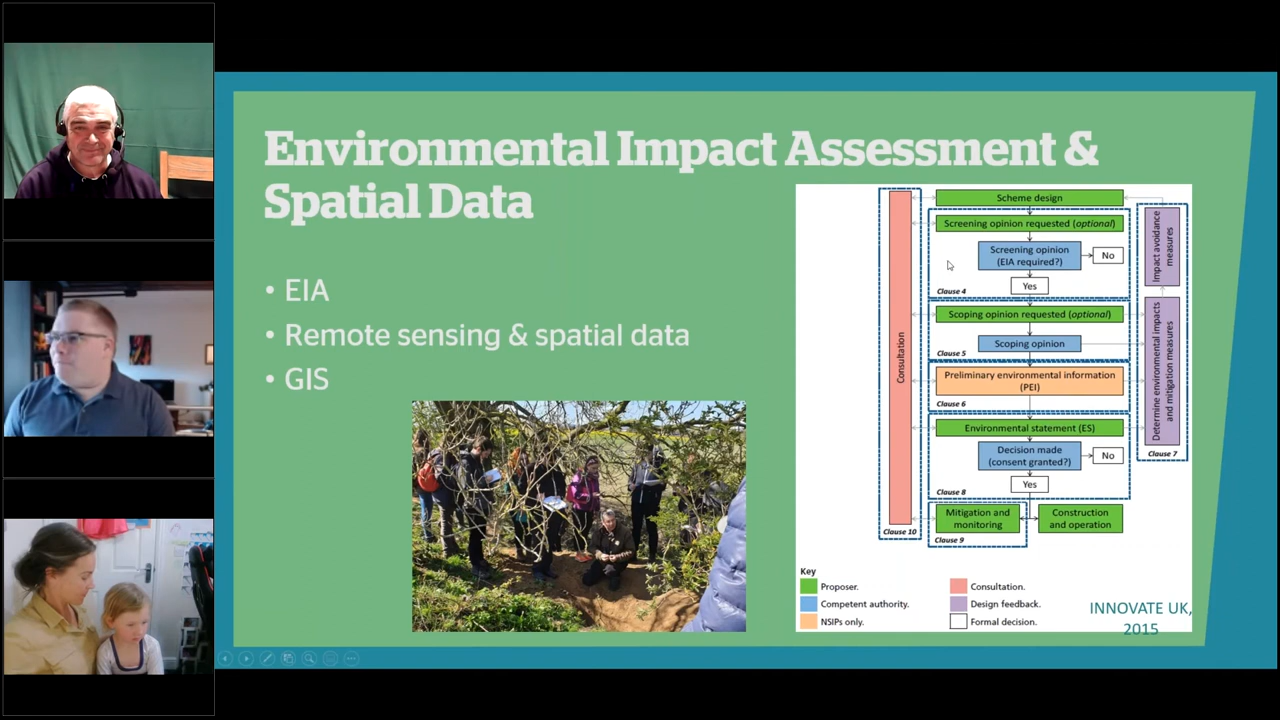 Environmental Impact Assessment &
Spatial Data
• EIA
• Remote sensing & spatial data
• GIS
Consultation
Clause 10
Scheme design
Screening opinion requested (optional)
Screening opinion
(EIA required?)
No
Yes
Clause 4
Scoping opinion requested (optional)
Scoping opinion
Clause 5
Preliminary environmental information
(PEI)
Clause 6
Environmental statement (ES)
Decision made
(consent granted?)
No
Yes
Clause 8
Mitigation and
monitoring
Construction
and operation
Clause 9
Impact avoidance
measures
Determine environmental impacts
and mitigation measures
Clause 7
Key
Proposer.
Competent authority.
NSIPs only.
Consultation.
Design feedback.
Formal decision.
INNOVATE UK,
2015